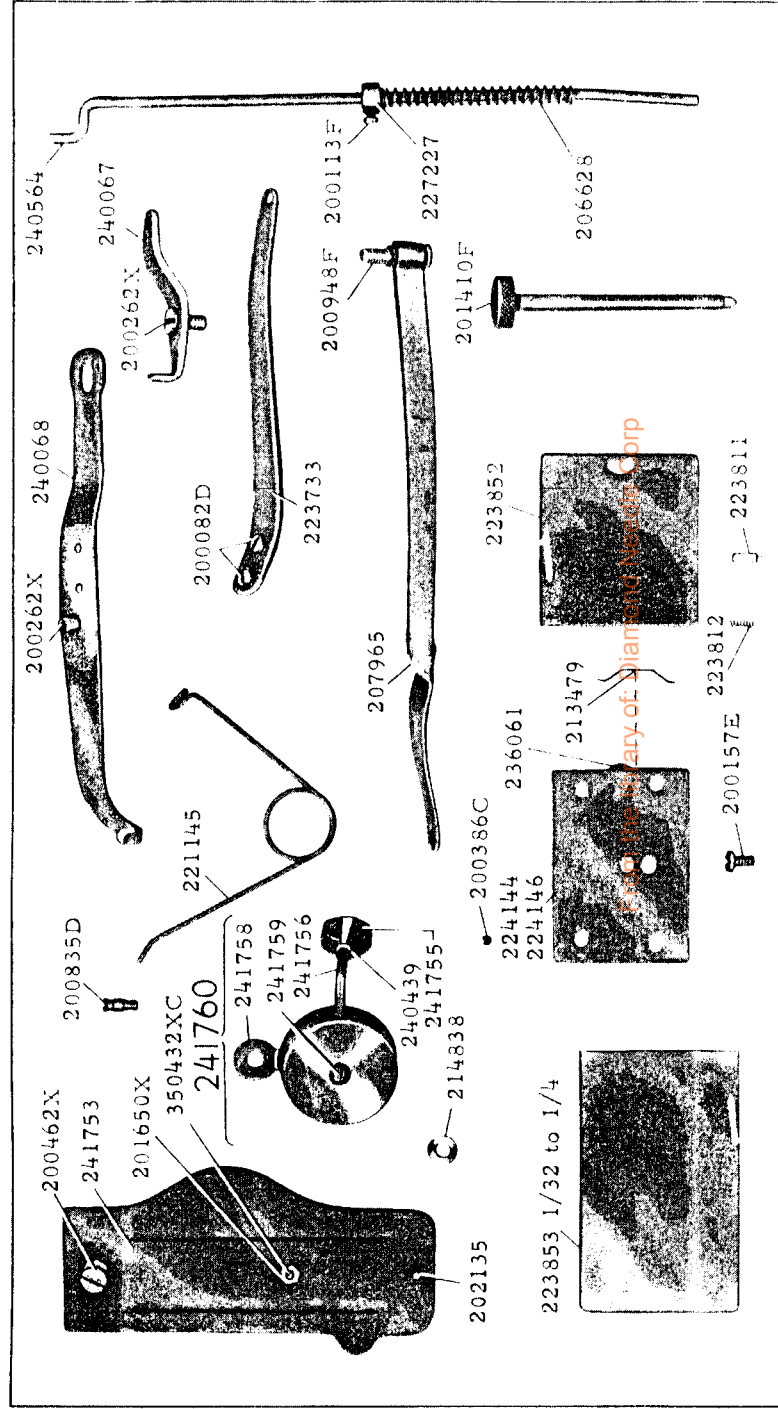 200462X
241753
201650X
350432XC
202135
200835D
241760
241758
241759
241756
240439
241755
214838
221145
200262X
240068
200262X
240067
240564
200082D
223733
200113F
227227
206628
200948F
207965
201410F
200386C
224144
224146
236061
213479
223852
223853 1/32 to 1/4
200157E
223812
223811
From the library of: Diamond Needle Corp